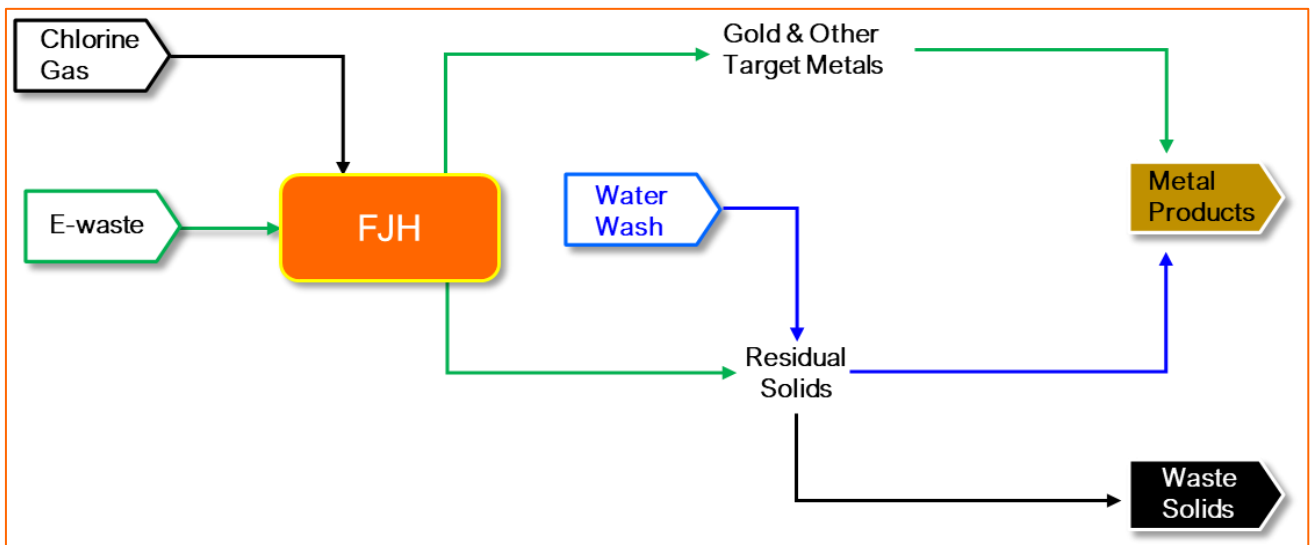 Chlorine
Gas
Gold & Other
Target Metals
E-waste
FJH
Water
Wash
Metal
Products
Residual
Solids
Waste
Solids